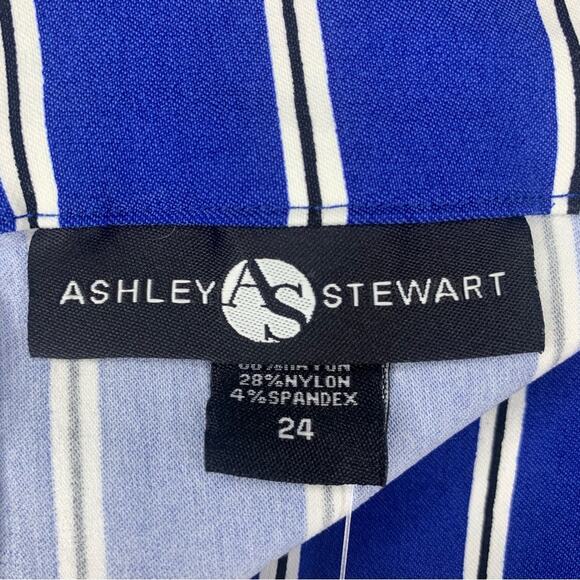 ASHLEY AS STEWART
28%NYLON
4%SPANDEX
24